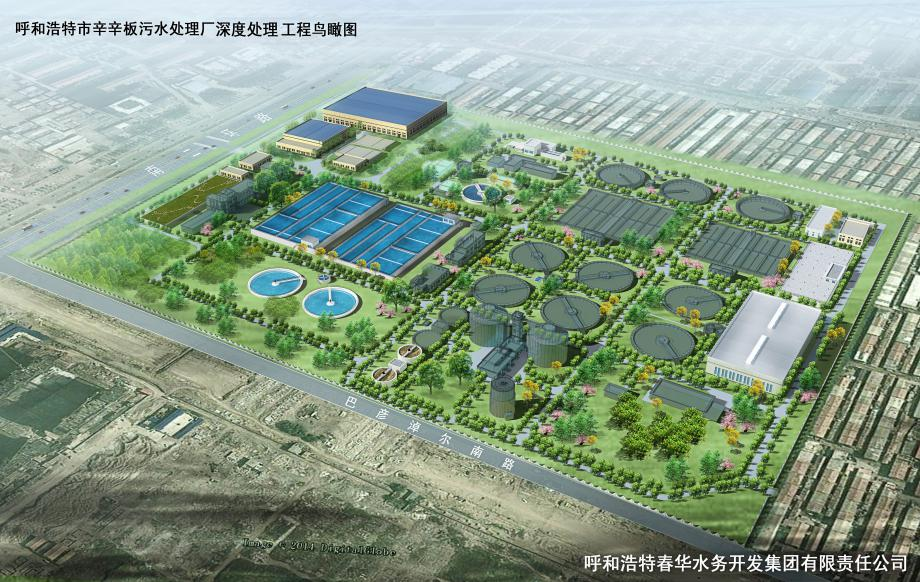 呼和浩特市辛辛板污水处理厂深度处理工程鸟瞰图
巴彦淖尔南路
Image © 2014 DigitalGlobe
呼和浩特春华水务开发集团有限责任公司